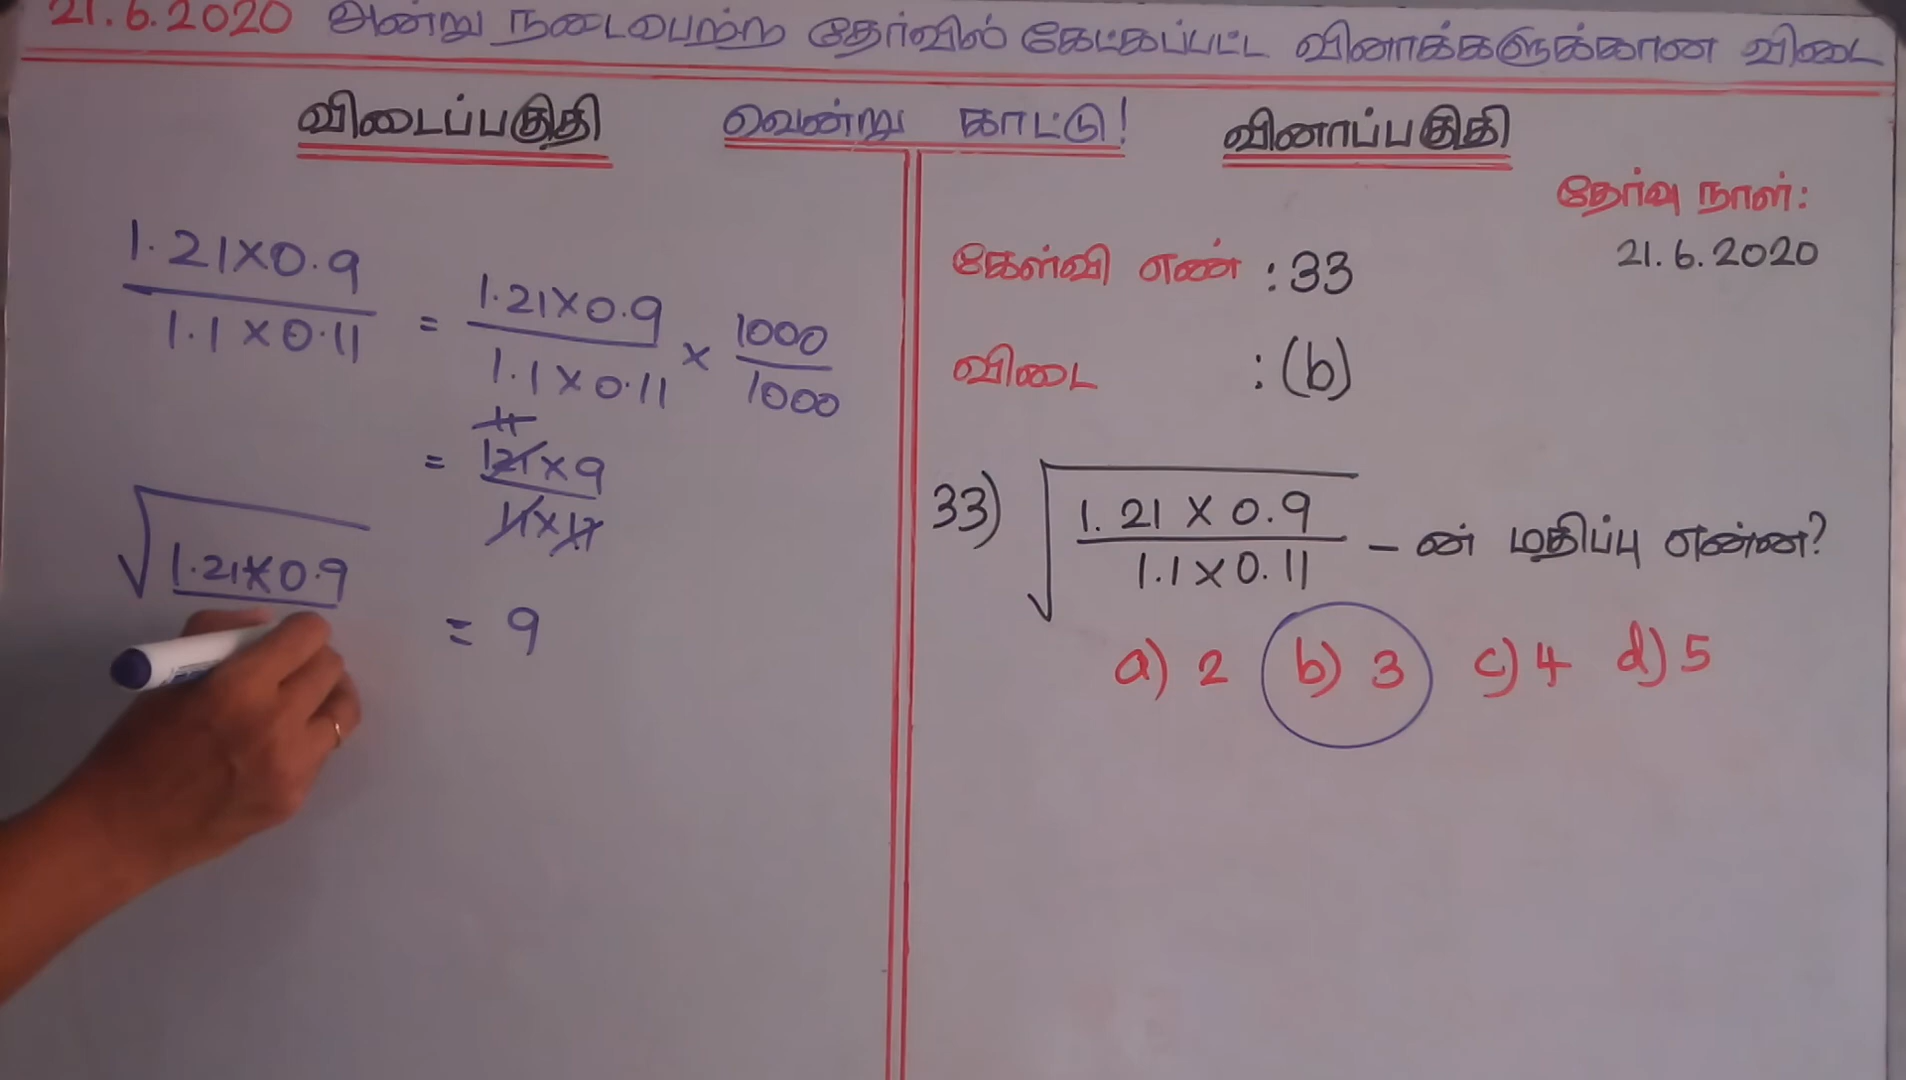 21.6.2020 அன்று நடைபெற்ற தேர்வில் கேட்கப்பட்ட வினாக்களுக்கான விடை
விடைப்பகுதி வென்று காட்டு! வினாப்பகுதி
தேர்வு நாள்:
21.6.2020
கேள்வி எண் : 33
விடை : (b)
33) √ 1.21 X 0.9 / 1.1 X 0.11 – ன் மதிப்பு என்ன?
a) 2 b) 3 c) 4 d) 5
1.21 X 0.9 / 1.1 X 0.11 = 1.21 X 0.9 / 1.1 X 0.11 X 1000 / 1000
11
= 121 X 9 / 11 X 11
= 9
√ 1.21 X 0.9